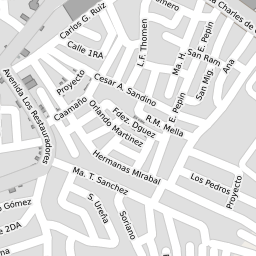 Carlos G. Ruiz
Calle 1RA
L.F. Thomen
E. Pepin
San Ram
San Mig.
Ana
Ma. H.
Proyecto
Cesar A. Sandino
Avenida Los Restauradores
Caamaño
Orlando Martinez
Fdez. Dguez
R.M. Mella
E. Pepin
Hermanas MIrabal
Ma. T. Sanchez
Los Pedros
Proyecto
S. Ureña
Soriano
Gómez
2DA
Charles de